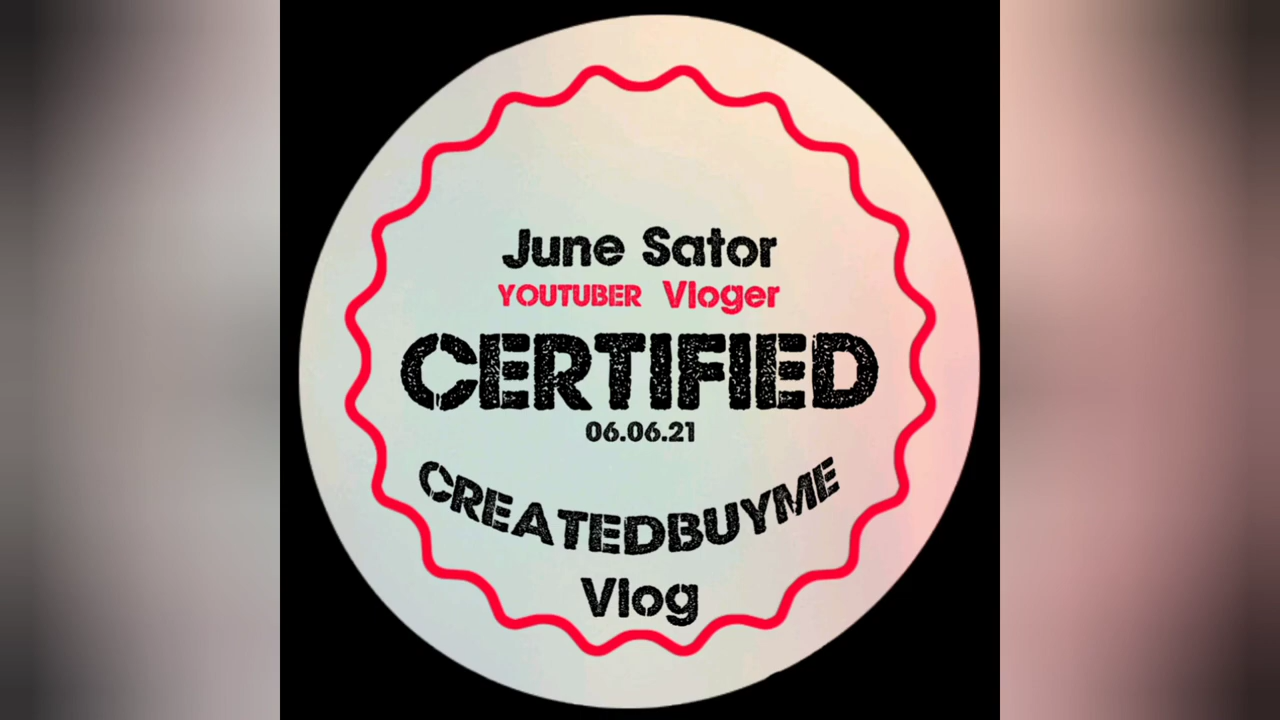 June Sator
YOUTUBER Vloger
CERTIFIED
06.06.21
CREATEDBUYME
Vlog